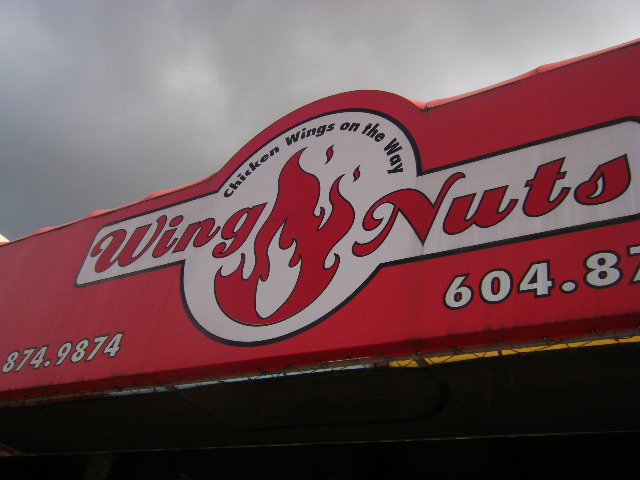 Chicken Wings on the Way
Wing Nuts
874.9874
604.87